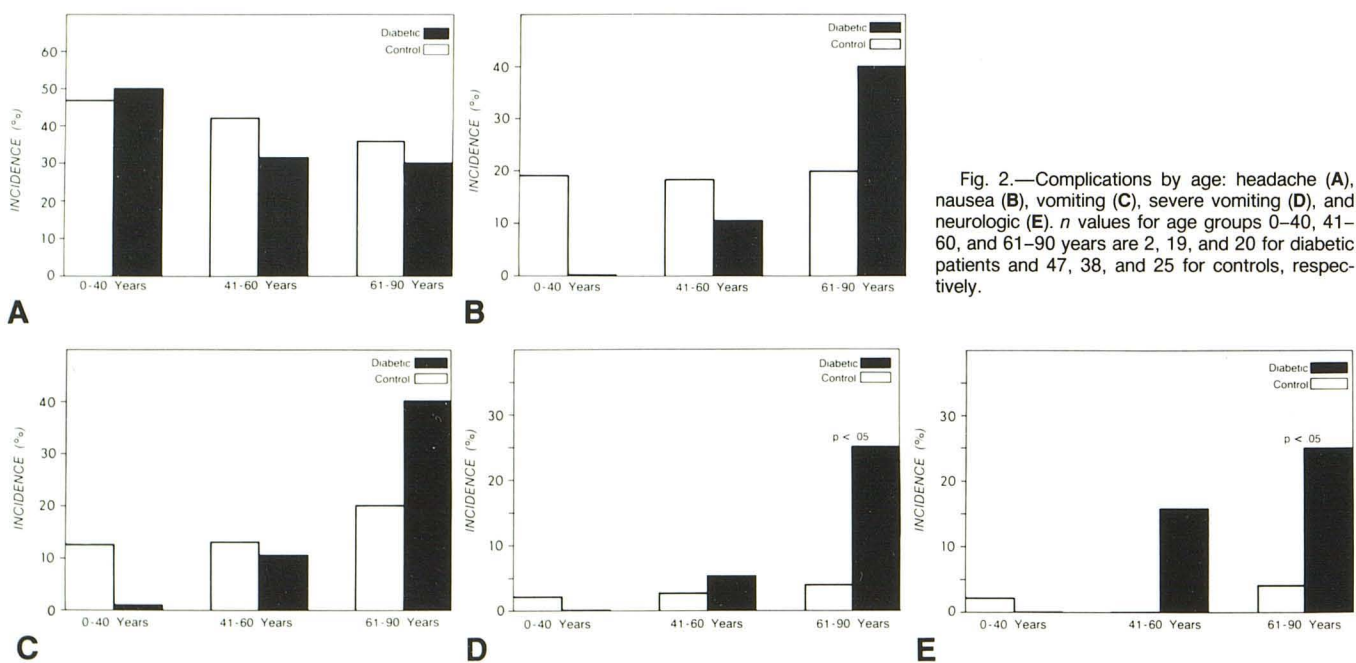 Diabetic
Control
60
50
40
30
20
10
0
INCIDENCE (%)
0-40 Years
41-60 Years
61-90 Years
A
Diabetic
Control
40
30
20
10
0
INCIDENCE (%)
0-40 Years
41-60 Years
61-90 Years
B
Fig. 2.—Complications by age: headache (A),
nausea (B), vomiting (C), severe vomiting (D), and
neurologic (E). n values for age groups 0–40, 41–
60, and 61–90 years are 2, 19, and 20 for diabetic
patients and 47, 38, and 25 for controls, respec-
tively.
Diabetic
Control
40
30
20
10
0
INCIDENCE (%)
0-40 Years
41-60 Years
61-90 Years
C
Diabetic
Control
30
20
10
0
INCIDENCE (%)
p < .05
0-40 Years
41-60 Years
61-90 Years
D
Diabetic
Control
30
20
10
0
INCIDENCE (%)
p < .05
0-40 Years
41-60 Years
61-90 Years
E